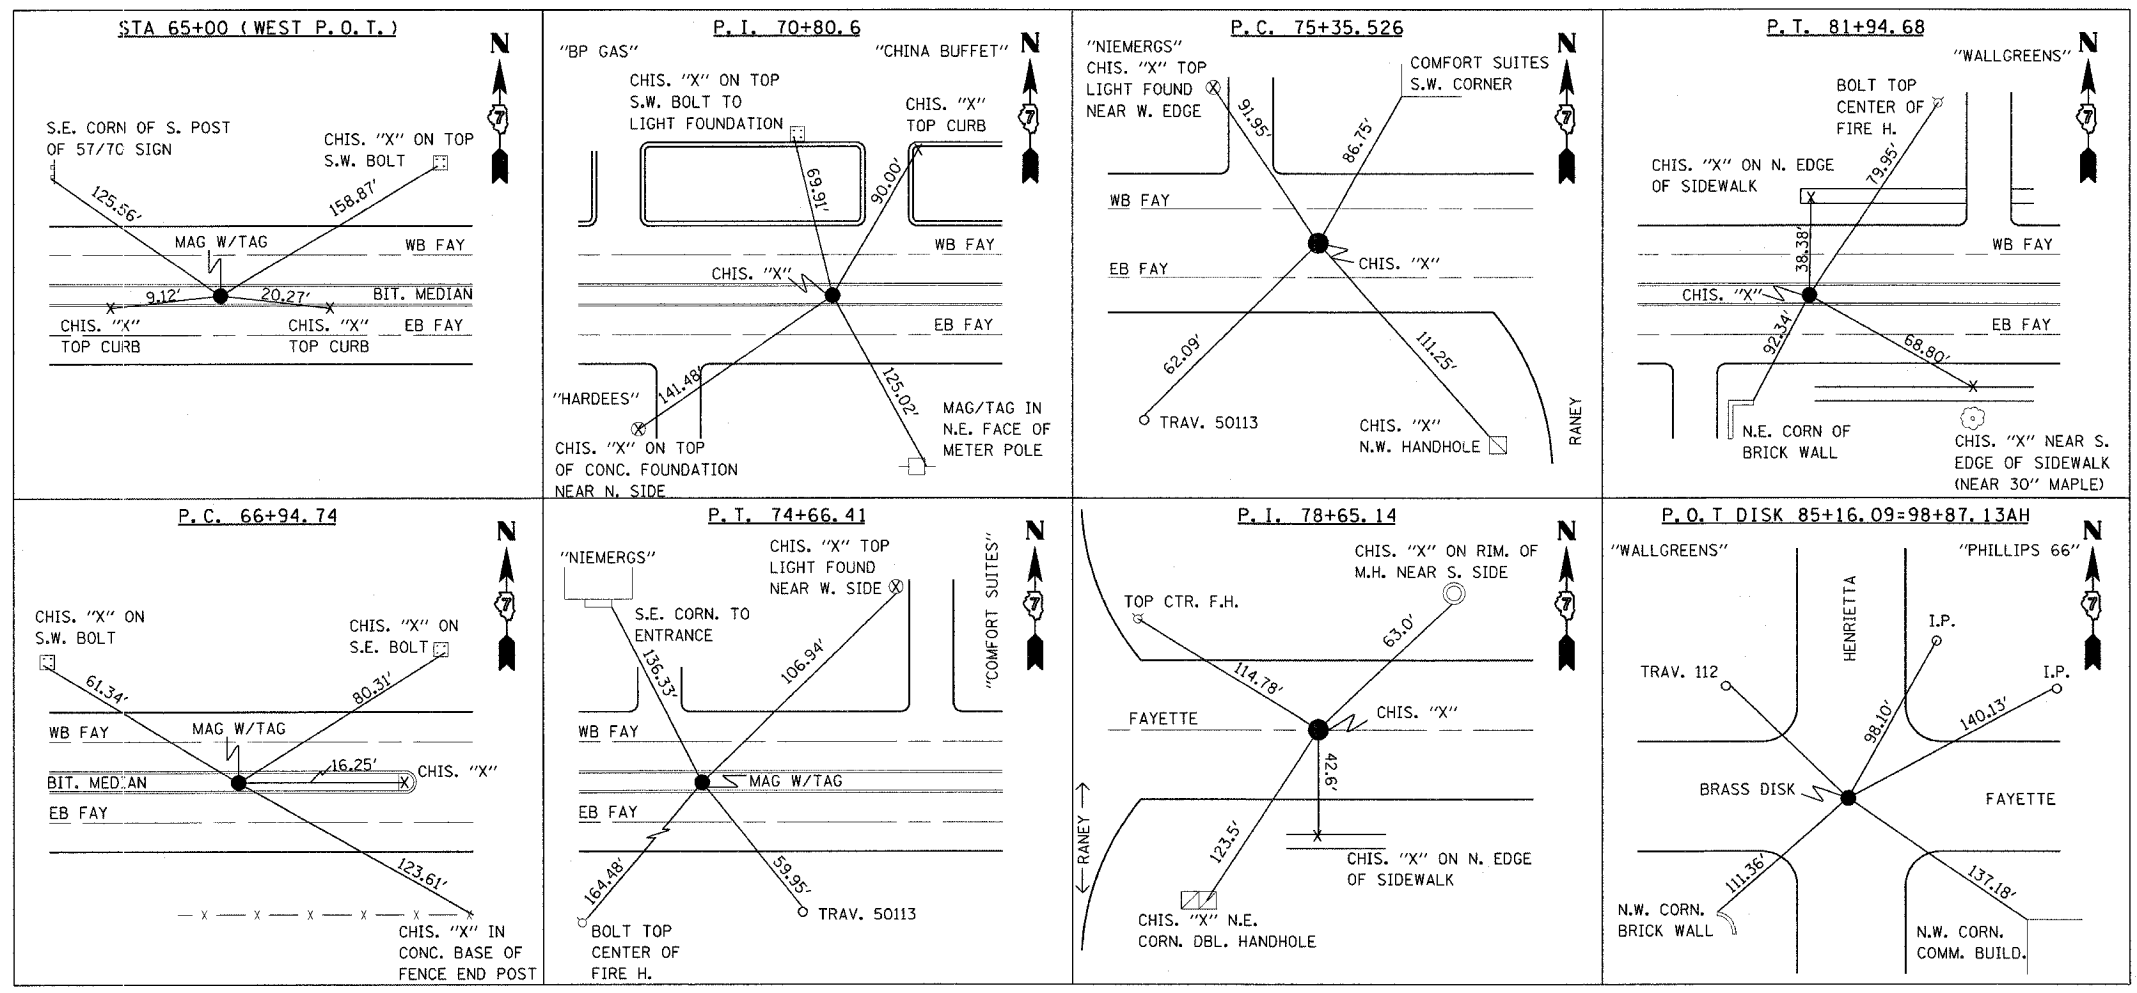 STA 65+00 (WEST P.O.T.)
N
7
S.E. CORN OF S. POST
OF 57/70 SIGN
CHIS. "X" ON TOP
S.W. BOLT
125.56'
158.87'
MAG W/TAG
WB FAY
9.12'
20.27'
BIT. MEDIAN
CHIS. "X"
TOP CURB
CHIS. "X"
TOP CURB
EB FAY
P.I. 70+80.6
N
7
"BP GAS"
"CHINA BUFFET"
CHIS. "X" ON TOP
S.W. BOLT TO
LIGHT FOUNDATION
CHIS. "X"
TOP CURB
69.91'
90.00'
WB FAY
CHIS. "X"
EB FAY
"HARDEES"
141.48'
125.02'
CHIS. "X" ON TOP
OF CONC. FOUNDATION
NEAR N. SIDE
MAG/TAG IN
N.E. FACE OF
METER POLE
P.C. 75+35.526
N
7
"NIEMERGS"
CHIS. "X" TOP
LIGHT FOUND
NEAR W. EDGE
COMFORT SUITES
S.W. CORNER
91.95'
86.75'
WB FAY
EB FAY
CHIS. "X"
62.09'
111.25'
TRAV. 50113
CHIS. "X"
N.W. HANDHOLE
RANEY
P.T. 81+94.68
N
7
"WALLGREENS"
BOLT TOP
CENTER OF
FIRE H.
CHIS. "X" ON N. EDGE
OF SIDEWALK
79.95'
38.38'
WB FAY
CHIS. "X"
EB FAY
92.34'
68.80'
N.E. CORN OF
BRICK WALL
CHIS. "X" NEAR S.
EDGE OF SIDEWALK
(NEAR 30" MAPLE)
P.C. 66+94.74
N
7
CHIS. "X" ON
S.W. BOLT
CHIS. "X" ON
S.E. BOLT
61.34'
80.31'
WB FAY
MAG W/TAG
16.25'
CHIS. "X"
BIT. MEDIAN
EB FAY
123.61'
X X X X X X
CHIS. "X" IN
CONC. BASE OF
FENCE END POST
P.T. 74+66.41
N
7
"NIEMERGS"
CHIS. "X" TOP
LIGHT FOUND
NEAR W. SIDE
"COMFORT SUITES"
S.E. CORN. TO
ENTRANCE
136.33'
106.94'
WB FAY
MAG W/TAG
EB FAY
164.48'
59.95'
TRAV. 50113
BOLT TOP
CENTER OF
FIRE H.
P.I. 78+65.14
N
7
CHIS. "X" ON RIM. OF
M.H. NEAR S. SIDE
TOP CTR. F.H.
63.0'
114.78'
FAYETTE
CHIS. "X"
42.6'
RANEY
123.5'
CHIS. "X" ON N. EDGE
OF SIDEWALK
CHIS. "X" N.E.
CORN. DBL. HANDHOLE
P.O.T DISK 85+16.09=98+87.13AH
N
7
"WALLGREENS"
"PHILLIPS 66"
HENRIETTA
I.P.
TRAV. 112
I.P.
98.10'
140.13'
BRASS DISK
FAYETTE
111.36'
137.18'
N.W. CORN.
BRICK WALL
N.W. CORN.
COMM. BUILD.